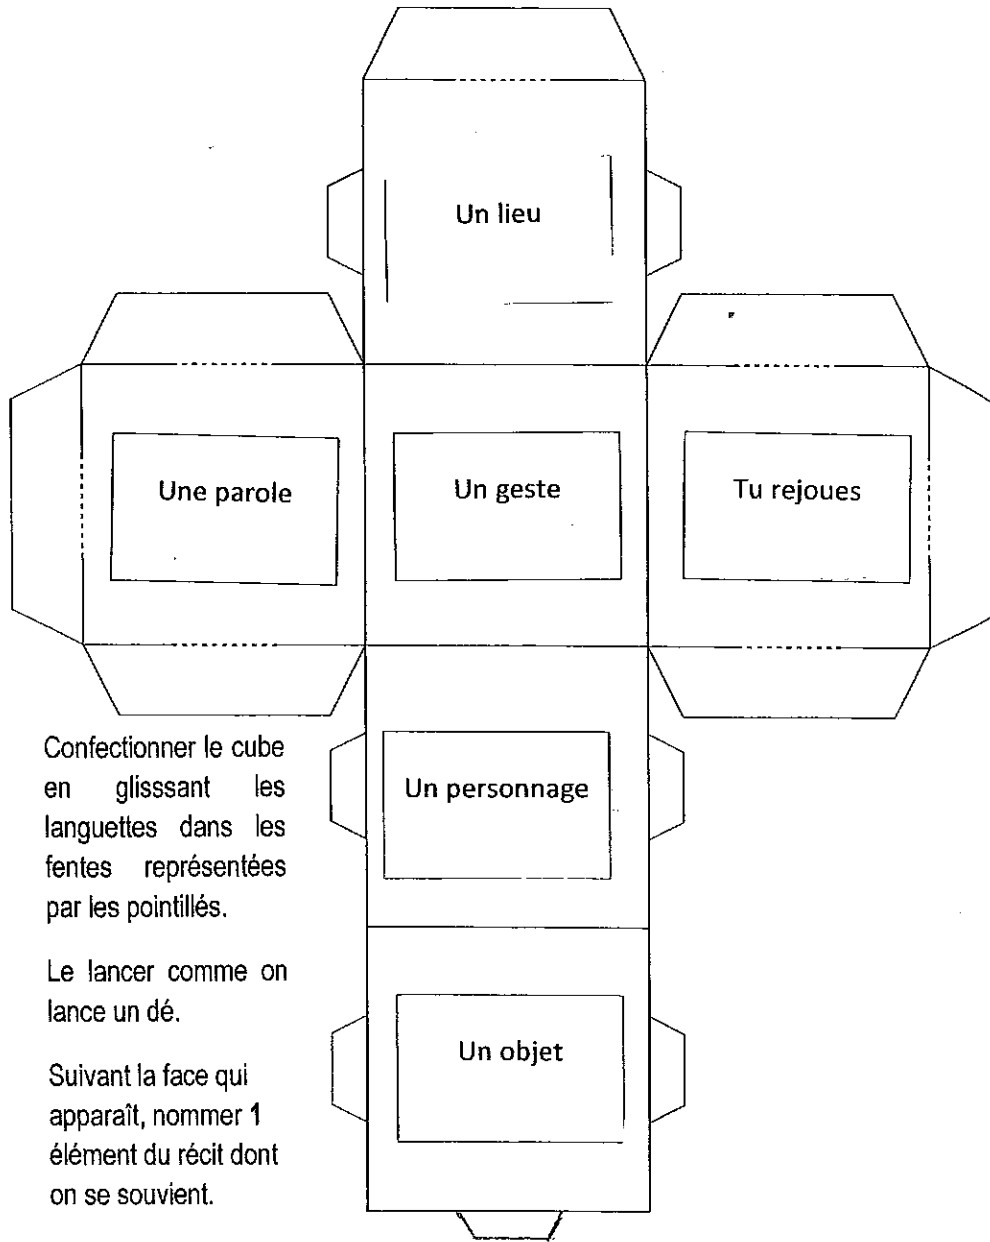 Un lieu
Une parole
Un geste
Tu rejoues
Un personnage
Un objet
Confectionner le cube
en glisssant les
languettes dans les
fentes représentées
par les pointillés.
Le lancer comme on
lance un dé.
Suivant la face qui
apparaît, nommer 1
élément du récit dont
on se souvient.